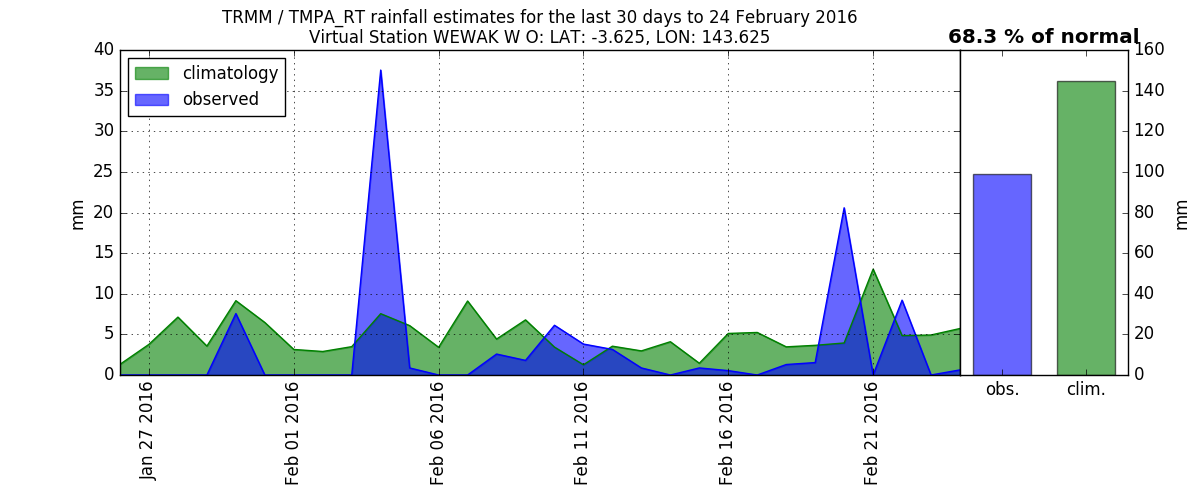 TRMM / TMPA_RT rainfall estimates for the last 30 days to 24 February 2016
Virtual Station WEWAK W O: LAT: -3.625, LON: 143.625
68.3 % of normal
climatology
observed
mm
40
35
30
25
20
15
10
5
0
Jan 27 2016
Feb 01 2016
Feb 06 2016
Feb 11 2016
Feb 16 2016
Feb 21 2016
obs.
clim.
160
140
120
100
80
60
40
20
0
mm